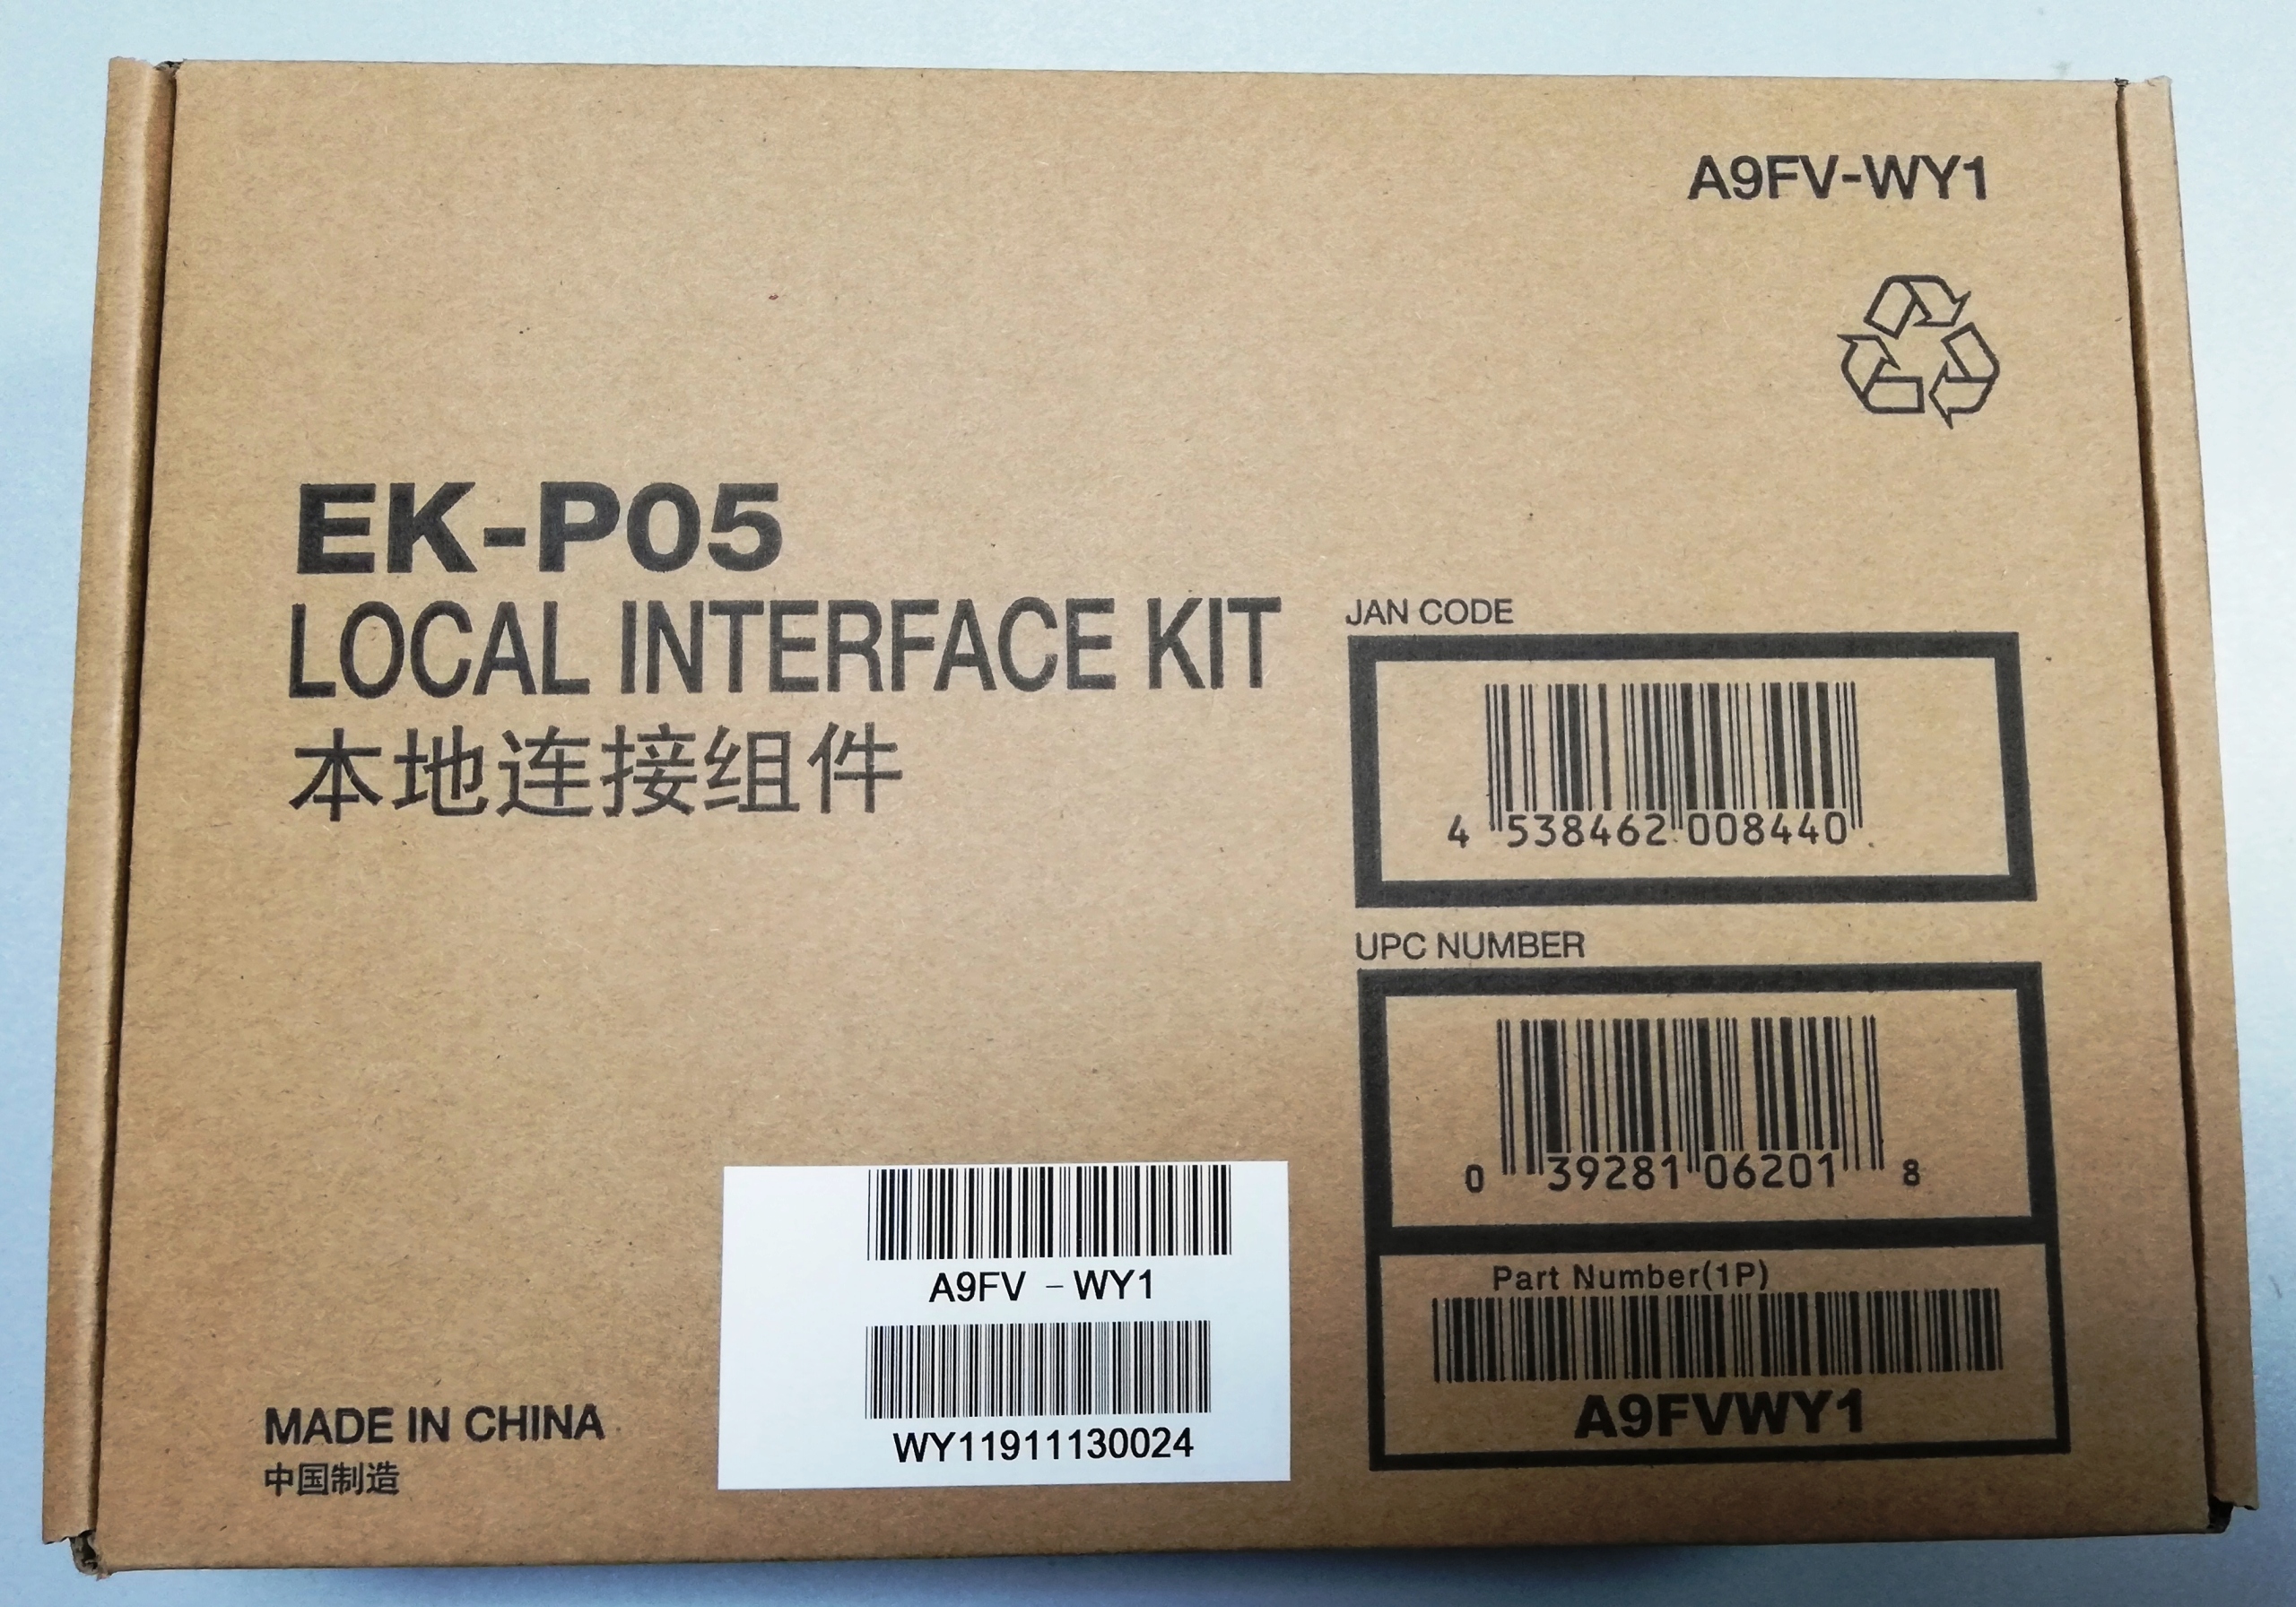 A9FV-WY1
EK-P05
LOCAL INTERFACE KIT
本地连接组件
JAN CODE
4 538462 008440
UPC NUMBER
0 39281 06201 8
Part Number(1P)
A9FVWY1
A9FV - WY1
WY11911130024
MADE IN CHINA
中国制造